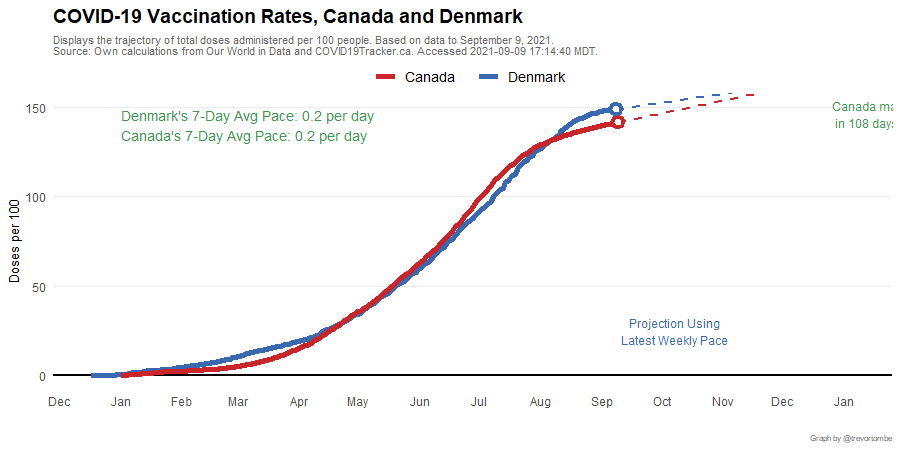 COVID-19 Vaccination Rates, Canada and Denmark
Displays the trajectory of total doses administered per 100 people. Based on data to September 9, 2021.
Source: Own calculations from Our World in Data and COVID19Tracker.ca. Accessed 2021-09-09 17:14:40 MDT.
Canada Denmark
Denmark's 7-Day Avg Pace: 0.2 per day
Canada's 7-Day Avg Pace: 0.2 per day
Canada ma
in 108 days
Doses per 100
150
100
50
0
Projection Using
Latest Weekly Pace
Dec Jan Feb Mar Apr May Jun Jul Aug Sep Oct Nov Dec Jan
Graph by @trevortombe